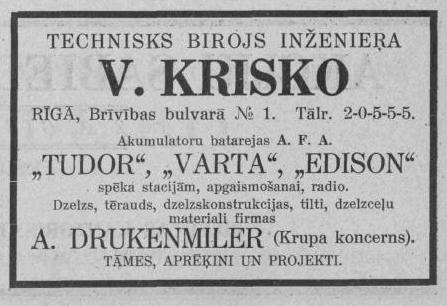 TECHNISKS BIROJS INŽENIEŖA
V. KRISKO
RĪGĀ, Brīvības bulvarā № 1. Tālr. 2-0-5-5-5.
Akumulatoru batarejas A. F. A.
„TUDOR“, „VARTA“, „EDISON“
spēka stacijām, apgaismošanai, radio.
Dzelzs, tērauds, dzelzskonstrukcijas, tilti, dzelzceļu
materiali firmas
A. DRUKENMILER (Krupa koncerns).
TĀMES, APRĒĶINI UN PROJEKTI.